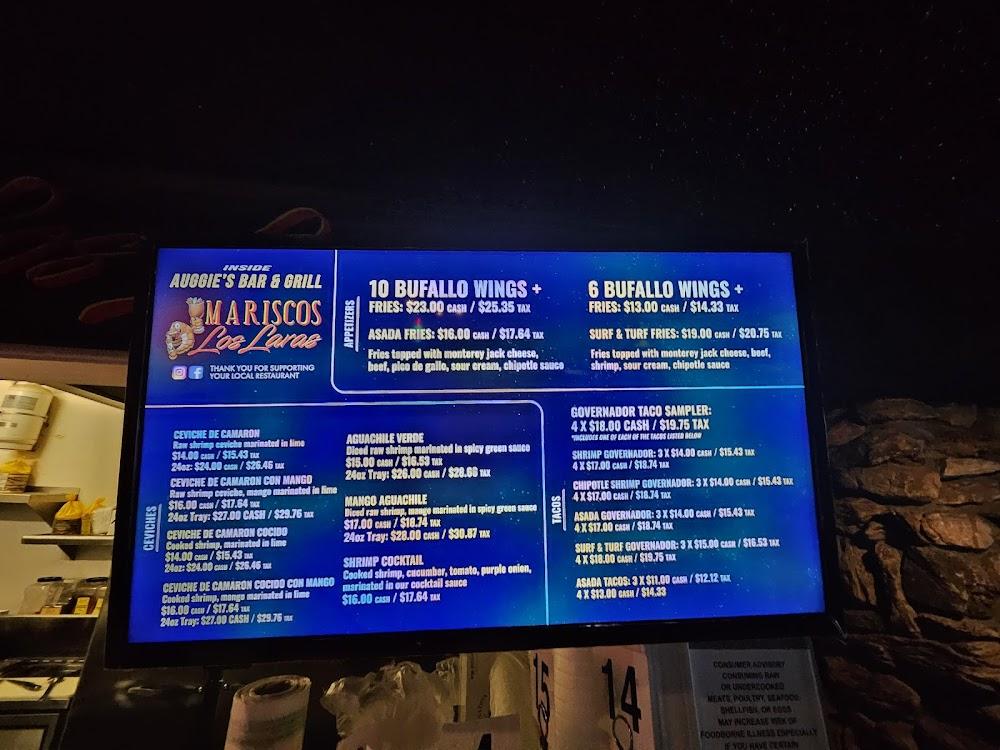 INSIDE
AUGGIE'S BAR & GRILL
MARISCOS
Los Laras
THANK YOU FOR SUPPORTING
YOUR LOCAL RESTAURANT
APPETIZERS
10 BUFALLO WINGS +
FRIES: $23.00 CASH / $25.35 TAX
ASADA FRIES: $16.00 CASH / $17.64 TAX
Fries topped with monterey jack cheese,
beef, pico de gallo, sour cream, chipotle sauce
6 BUFALLO WINGS +
FRIES: $13.00 CASH / $14.33 TAX
SURF & TURF FRIES: $19.00 CASH / $20.75 TAX
Fries topped with monterey jack cheese, beef,
shrimp, sour cream, chipotle sauce
CEVICHES
CEVICHE DE CAMARON
Raw shrimp ceviche marinated in lime
$14.00 CASH / $15.43 TAX
24oz: $24.00 CASH / $26.46 TAX
CEVICHE DE CAMARON CON MANGO
Raw shrimp ceviche, mango marinated in lime
$16.00 CASH / $17.64 TAX
24oz Tray: $27.00 CASH / $29.76 TAX
CEVICHE DE CAMARON COCIDO
Cooked shrimp, marinated in lime
$14.00 CASH / $15.43 TAX
24oz: $24.00 CASH / $26.46 TAX
CEVICHE DE CAMARON COCIDO CON MANGO
Cooked shrimp, mango marinated in lime
$16.00 CASH / $17.64 TAX
24oz Tray: $27.00 CASH / $29.76 TAX
AGUACHILE VERDE
Diced raw shrimp marinated in spicy green sauce
$15.00 CASH / $16.53 TAX
24oz Tray: $26.00 CASH / $28.66 TAX
MANGO AGUACHILE
Diced raw shrimp, mango marinated in spicy green sauce
$17.00 CASH / $18.74 TAX
24oz Tray: $28.00 CASH / $30.87 TAX
SHRIMP COCKTAIL
Cooked shrimp, cucumber, tomato, purple onion,
marinated in our cocktail sauce
$16.00 CASH / $17.64 TAX
TACOS
GOVERNADOR TACO SAMPLER:
4 X $18.00 CASH / $19.75 TAX
*INCLUDES ONE OF EACH OF THE TACOS LISTED BELOW
SHRIMP GOVERNADOR: 3 X $14.00 CASH / $15.43 TAX
4 X $17.00 CASH / $18.74 TAX
CHIPOTLE SHRIMP GOVERNADOR: 3 X $14.00 CASH / $15.43 TAX
4 X $17.00 CASH / $18.74 TAX
ASADA GOVERNADOR: 3 X $14.00 CASH / $15.43 TAX
4 X $17.00 CASH / $18.74 TAX
SURF & TURF GOVERNADOR: 3 X $15.00 CASH / $16.53 TAX
4 X $18.00 CASH / $19.75 TAX
ASADA TACOS: 3 X $11.00 CASH / $12.12 TAX
4 X $13.00 CASH / $14.33
15
14
CONSUMER ADVISORY
CONSUMING RAW
OR UNDERCOOKED
MEATS, POULTRY, SEAFOOD,
SHELLFISH, OR EGGS
MAY INCREASE RISK OF
FOODBORNE ILLNESS ESPECIALLY
IF YOU HAVE CERTAIN